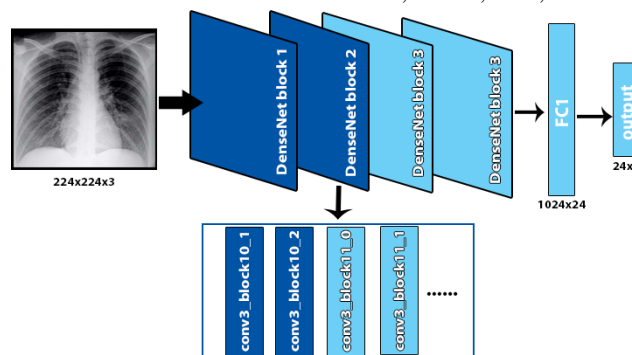 DenseNet block 1
DenseNet block 2
DenseNet block 3
DenseNet block 3
FC1
output
224x224x3
1024x24
24x
conv3_block10_1
conv3_block10_2
conv3_block11_0
conv3_block11_1
......